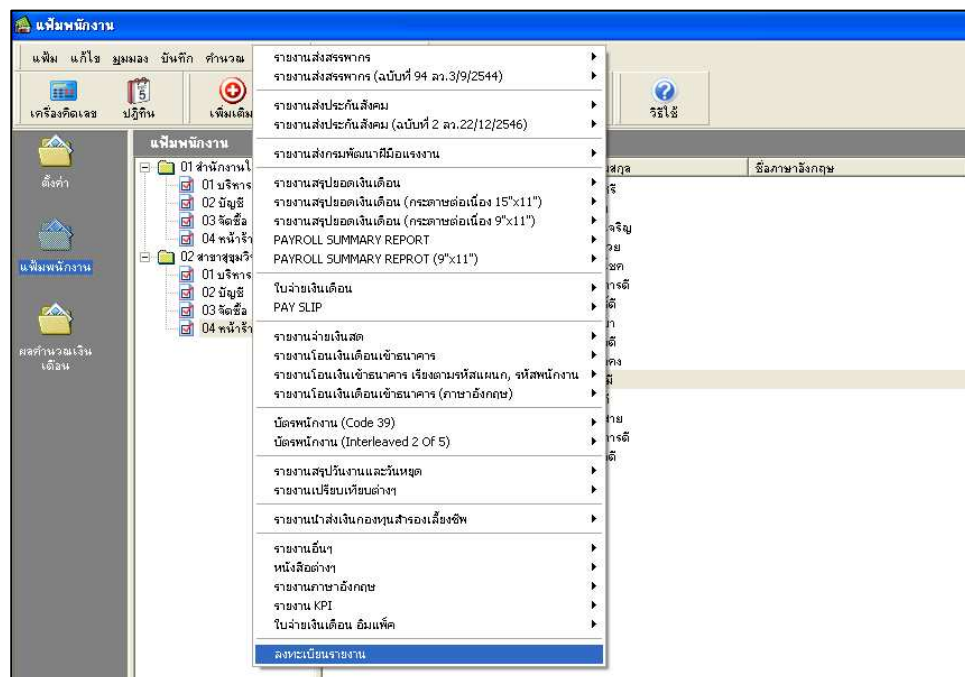 แฟ้มพนักงาน
แฟ้ม แก้ไข มุมมอง บันทึก คำนวณ
เครื่องคิดเลข ปฏิทิน เพิ่มเติม วิธีใช้
ตั้งค่า
แฟ้มพนักงาน
ผลคำนวณเงินเดือน
แฟ้มพนักงาน
01 สำนักงานใ
01 บริหาร
02 บัญชี
03 จัดซื้อ
04 หน้าร้า
02 สาขาสุขุมวิ
01 บริหาร
02 บัญชี
03 จัดซื้อ
04 หน้าร้า
รายงานส่งสรรพากร
รายงานส่งสรรพากร (ฉบับที่ 94 ลว.3/9/2544)
รายงานส่งประกันสังคม
รายงานส่งประกันสังคม (ฉบับที่ 2 ลว.22/12/2546)
รายงานส่งกรมพัฒนาฝีมือแรงงาน
รายงานสรุปยอดเงินเดือน
รายงานสรุปยอดเงินเดือน (กระดาษต่อเนื่อง 15"x11")
รายงานสรุปยอดเงินเดือน (กระดาษต่อเนื่อง 9"x11")
PAYROLL SUMMARY REPORT
PAYROLL SUMMARY REPROT (9"x11")
ใบจ่ายเงินเดือน
PAY SLIP
รายงานจ่ายเงินสด
รายงานโอนเงินเดือนเข้าธนาคาร
รายงานโอนเงินเข้าธนาคาร เรียงตามรหัสแผนก, รหัสพนักงาน
รายงานโอนเงินเดือนเข้าธนาคาร (ภาษาอังกฤษ)
บัตรพนักงาน (Code 39)
บัตรพนักงาน (Interleaved 2 Of 5)
รายงานสรุปวันงานและวันหยุด
รายงานเปรียบเทียบต่างๆ
รายงานนำส่งเงินกองทุนสำรองเลี้ยงชีพ
รายงานอื่นๆ
หนังสือต่างๆ
รายงานภาษาอังกฤษ
รายงาน KPI
ใบจ่ายเงินเดือน อิมแพ็ค
ลงทะเบียนรายงาน
ชื่อภาษาอังกฤษ